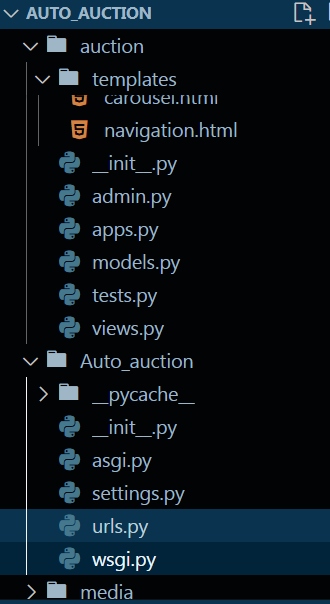 AUTO_AUCTION
auction
templates
carousel.html
navigation.html
__init__.py
admin.py
apps.py
models.py
tests.py
views.py
Auto_auction
__pycache__
__init__.py
asgi.py
settings.py
urls.py
wsgi.py
media